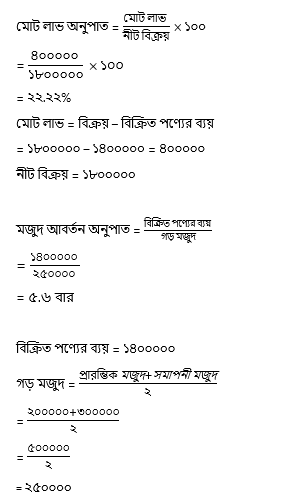 মোট লাভ অনুপাত = মোট লাভ / নীট বিক্রয় × ১০০
= ৪০০০০০ / ১৮০০০০০ × ১০০
= ২২.২২%
মোট লাভ = বিক্রয় – বিক্রিত পণ্যের ব্যয়
= ১৮০০০০০ – ১৪০০০০০ = ৪০০০০০
নীট বিক্রয় = ১৮০০০০০
মজুদ আবর্তন অনুপাত = বিক্রিত পণ্যের ব্যয় / গড় মজুদ
= ১৪০০০০০ / ২৫০০০০
= ৫.৬ বার
বিক্রিত পণ্যের ব্যয় = ১৪০০০০০
গড় মজুদ = প্রারম্ভিক মজুদ+ সমাপনী মজুদ / ২
= ২০০০০০+৩০০০০০ / ২
= ৫০০০০০ / ২
= ২৫০০০০